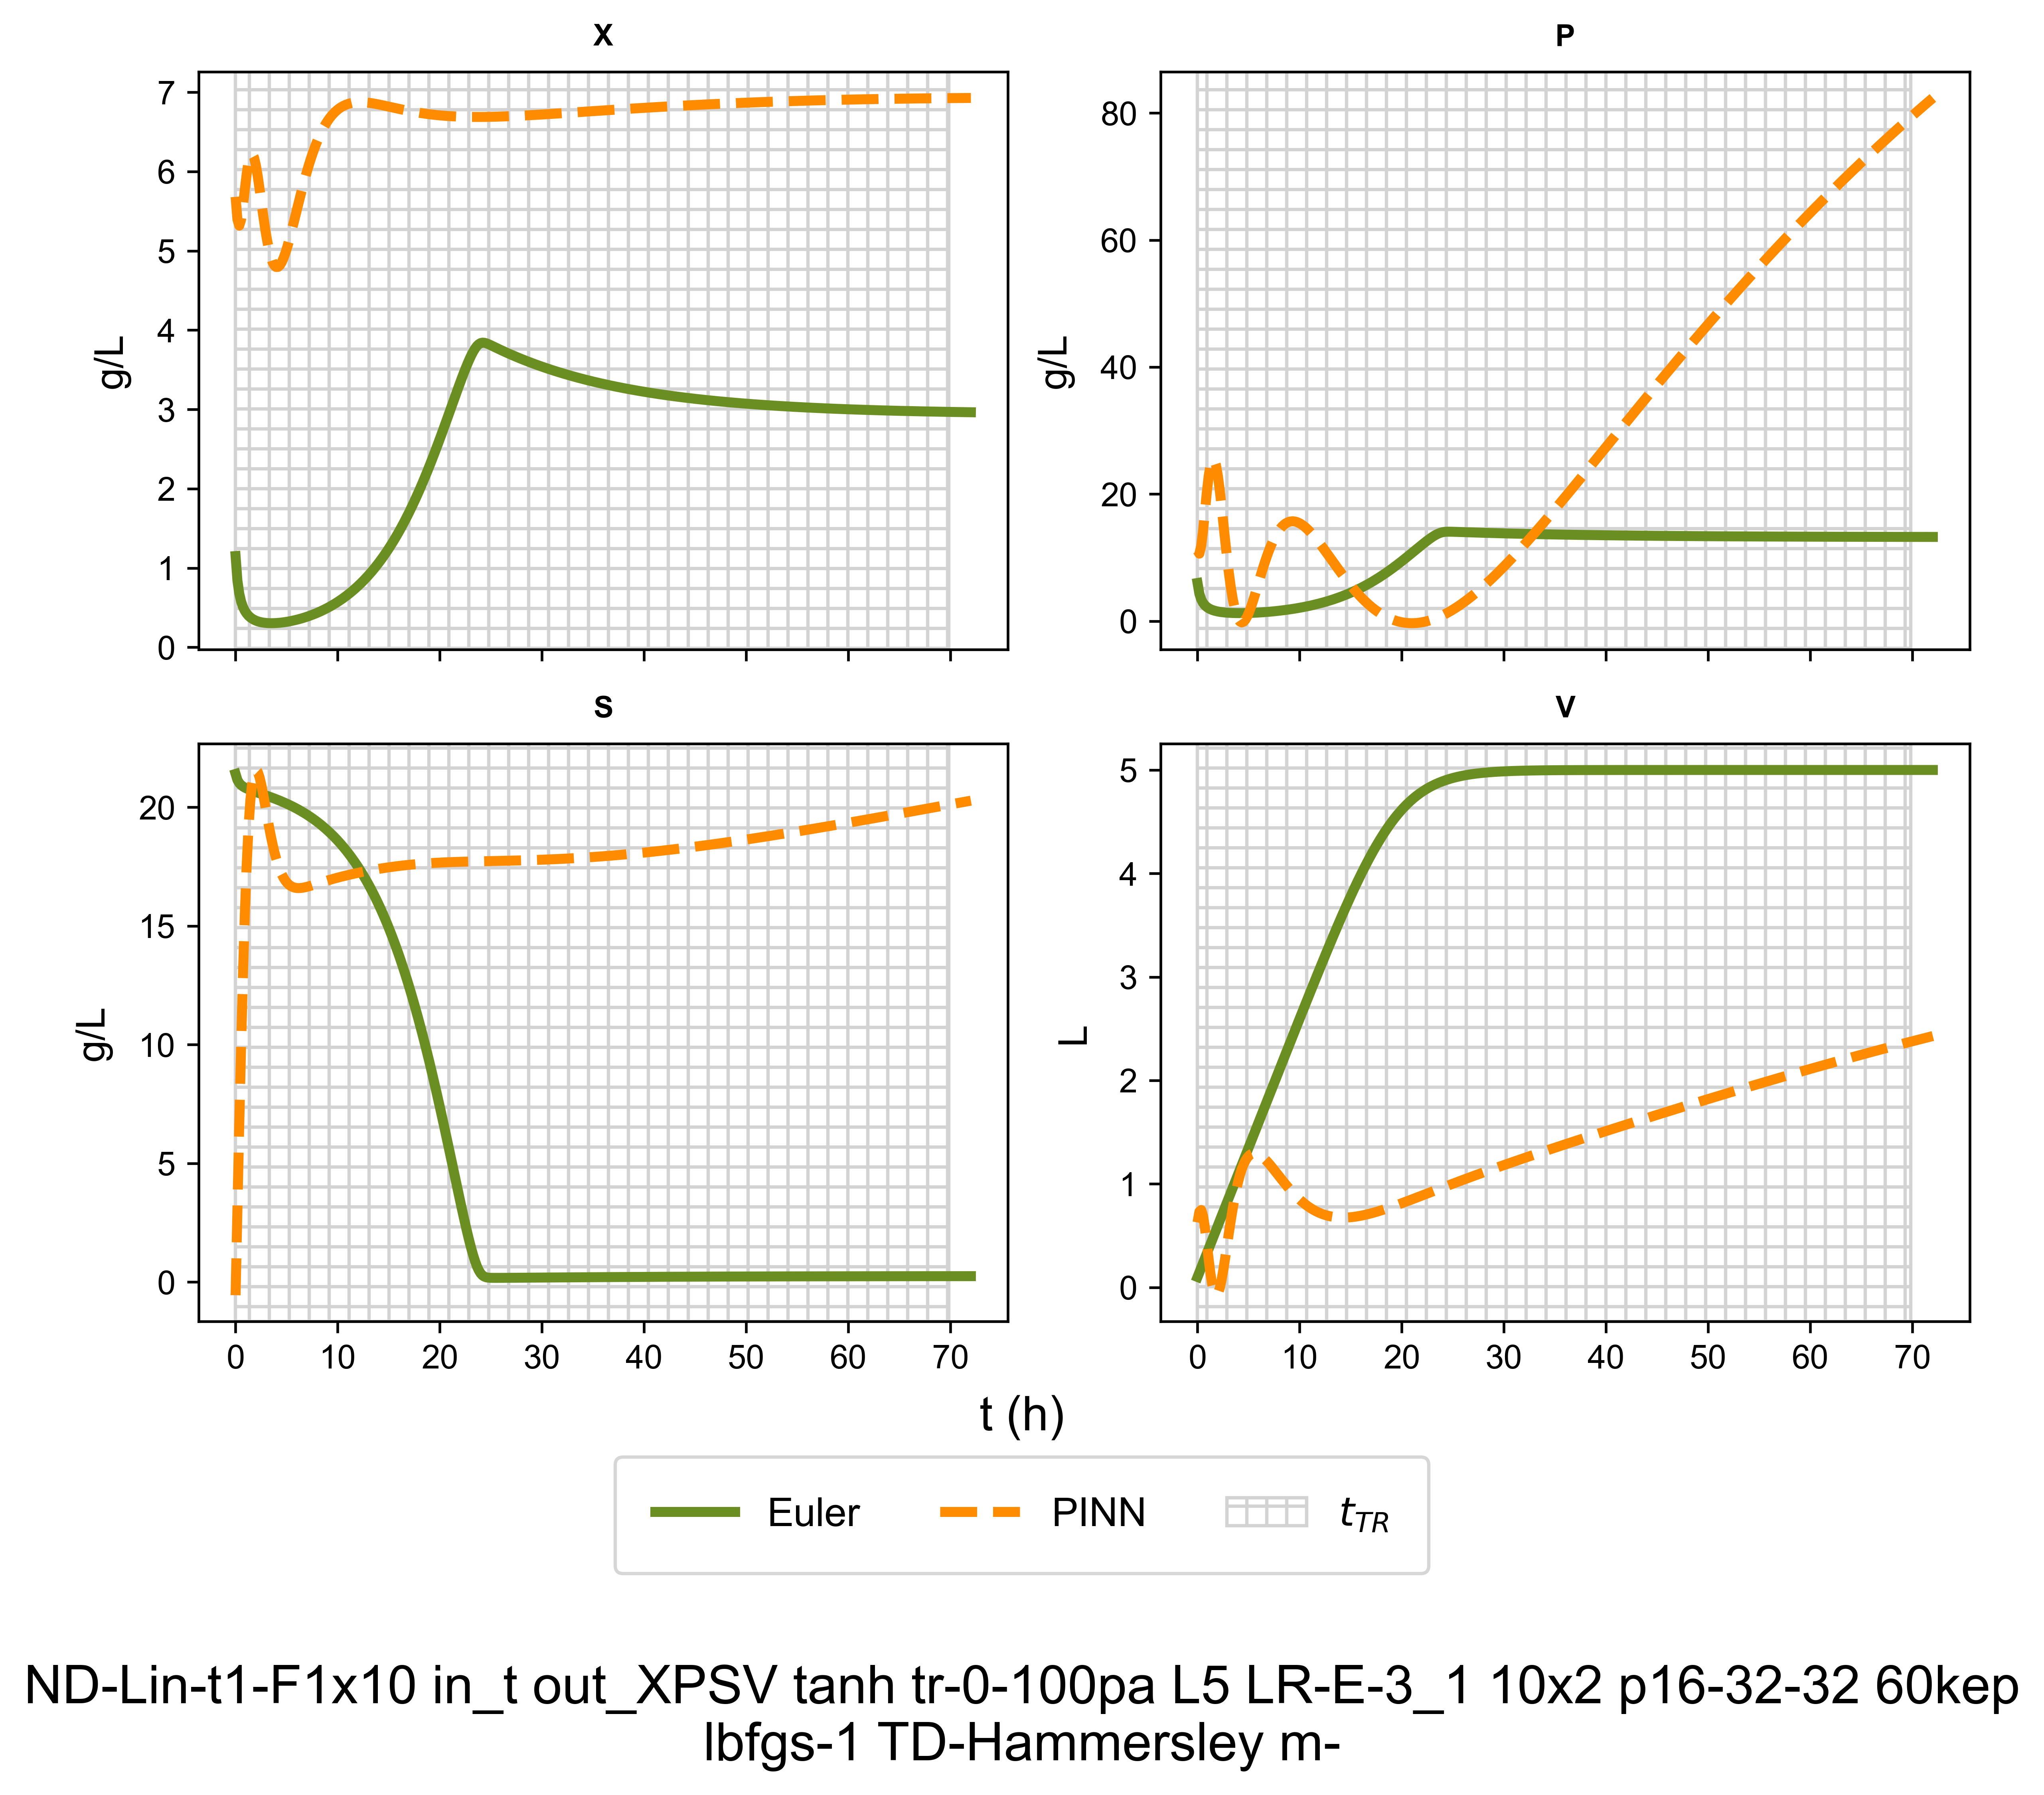 X
P
7
6
5
4
3
2
1
0
g/L
80
60
40
20
0
g/L
S
V
20
15
10
5
0
g/L
5
4
3
2
1
0
L
0 10 20 30 40 50 60 70
0 10 20 30 40 50 60 70
t (h)
Euler PINN t_TR
ND-Lin-t1-F1x10 in_t out_XPSV tanh tr-0-100pa L5 LR-E-3_1 10x2 p16-32-32 60kep
lbfgs-1 TD-Hammersley m-